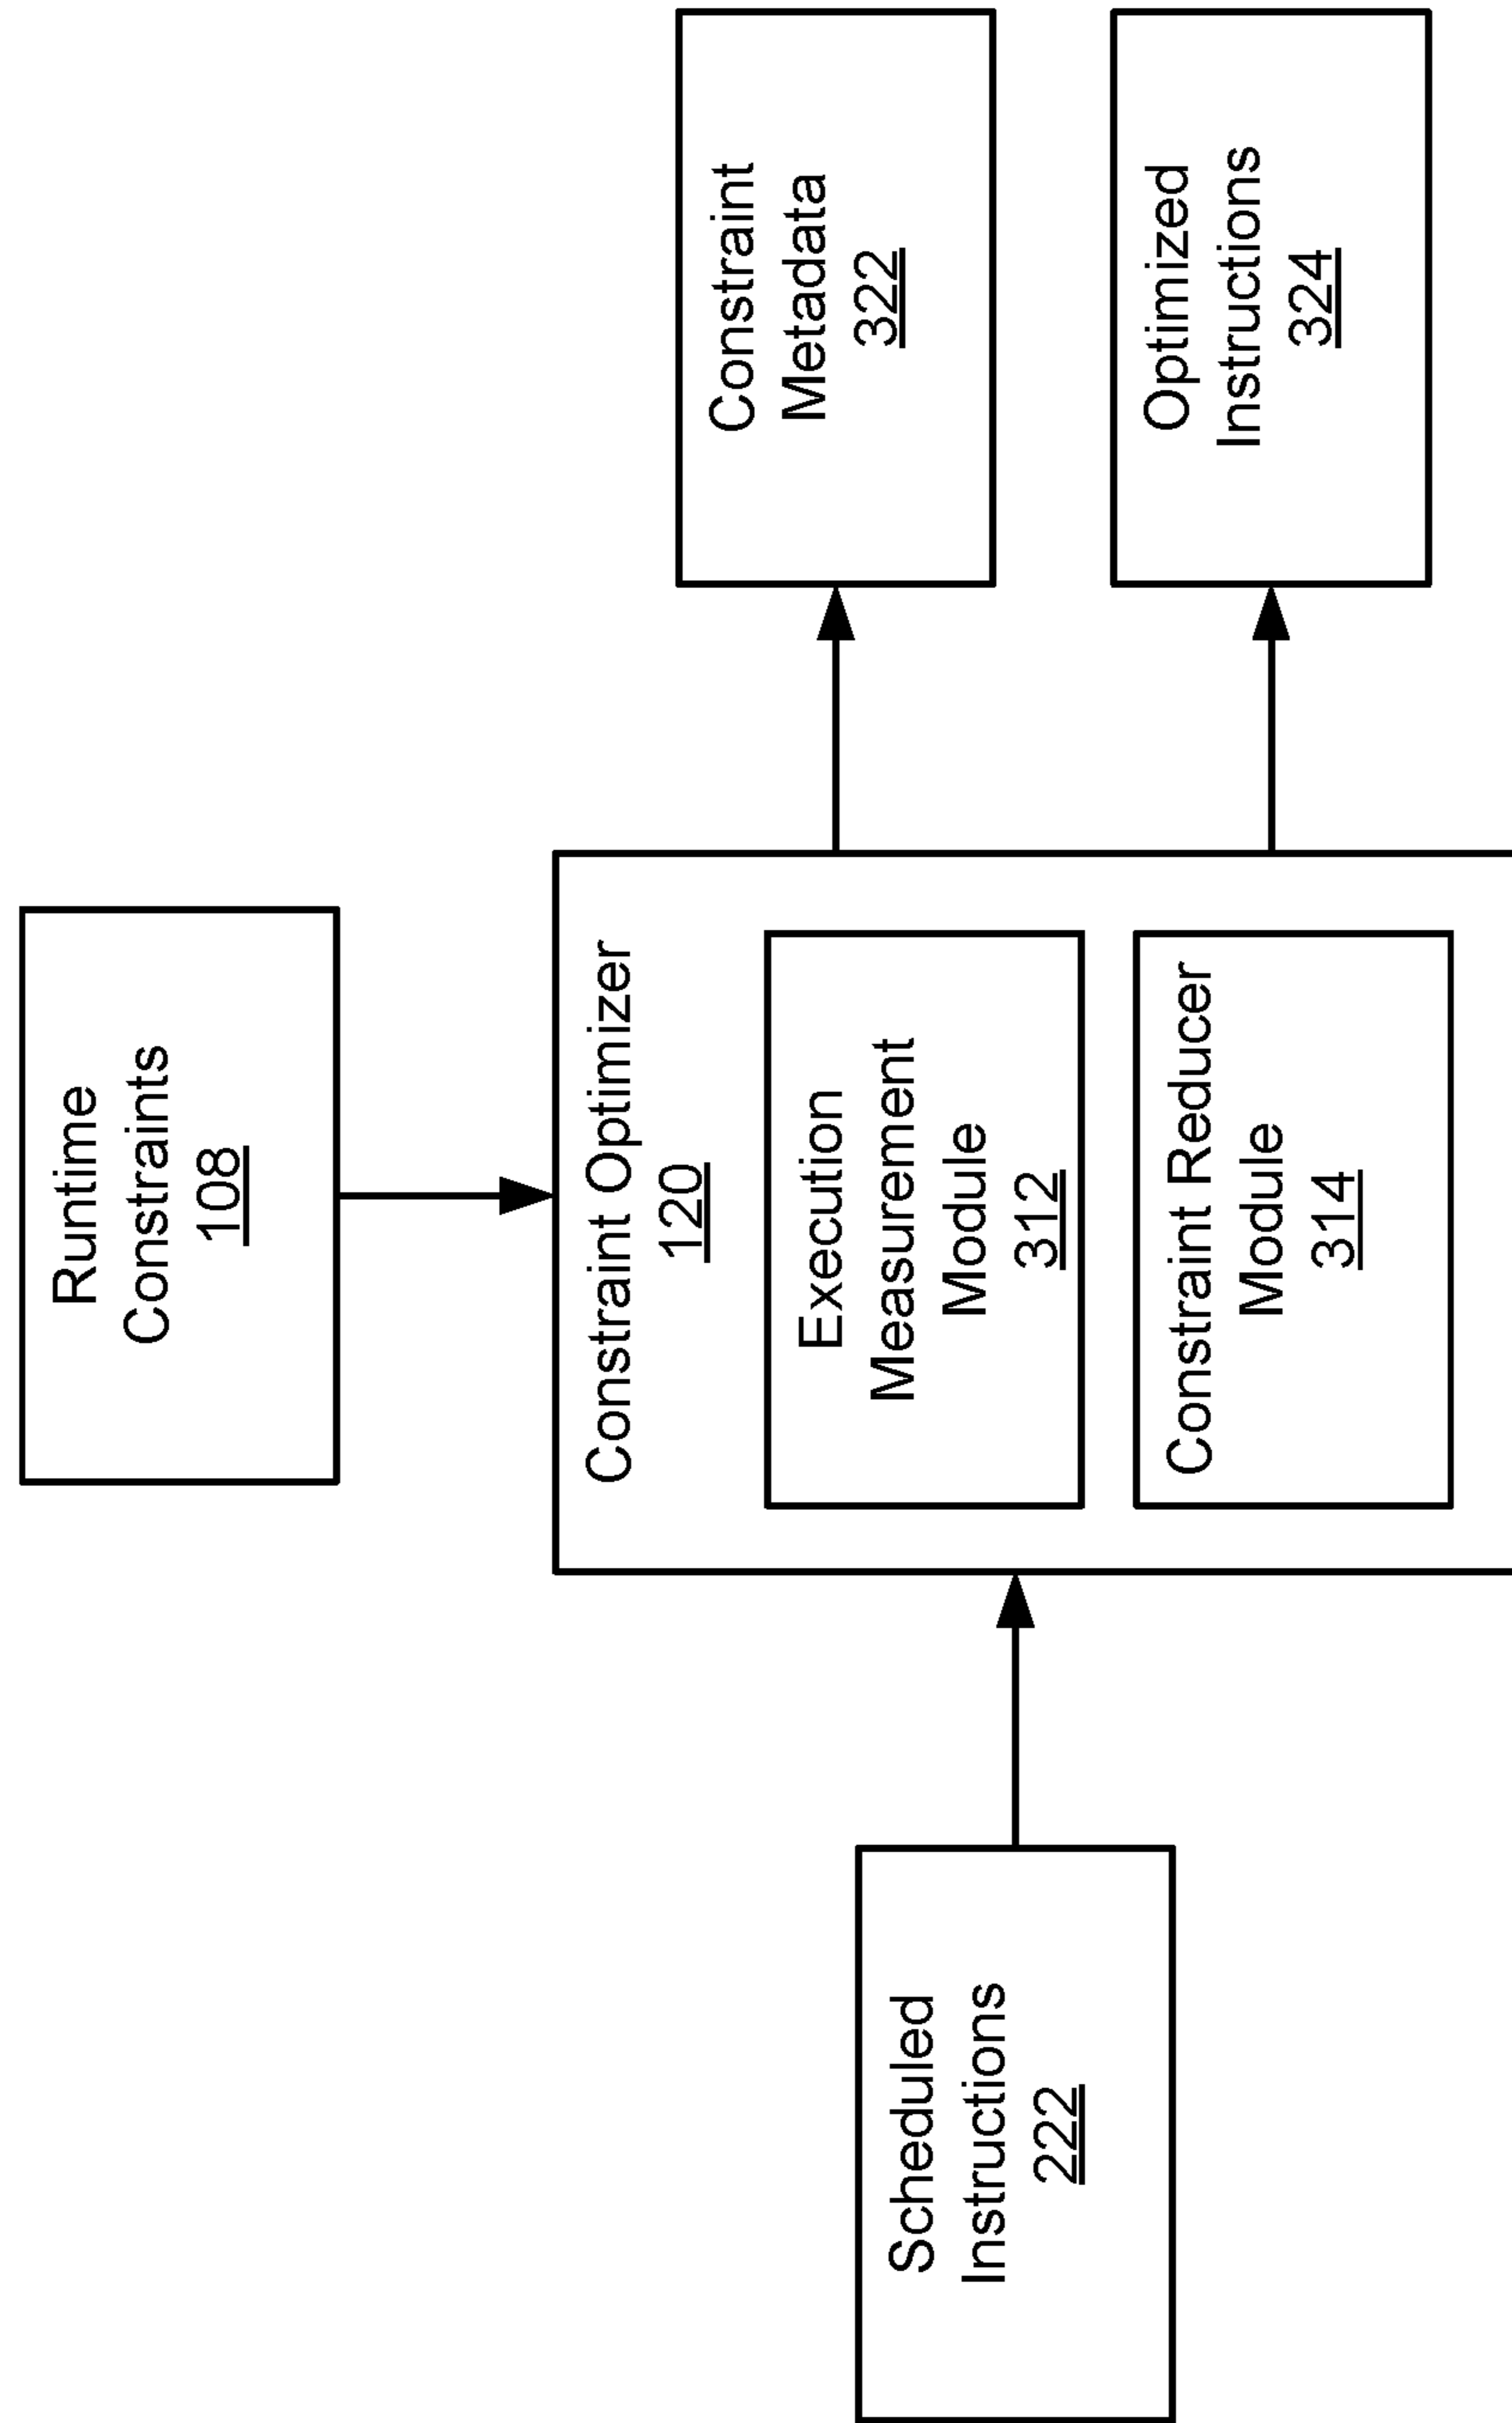 Runtime
Constraints
108
Scheduled
Instructions
222
Constraint Optimizer
120
Execution
Measurement
Module
312
Constraint Reducer
Module
314
Constraint
Metadata
322
Optimized
Instructions
324